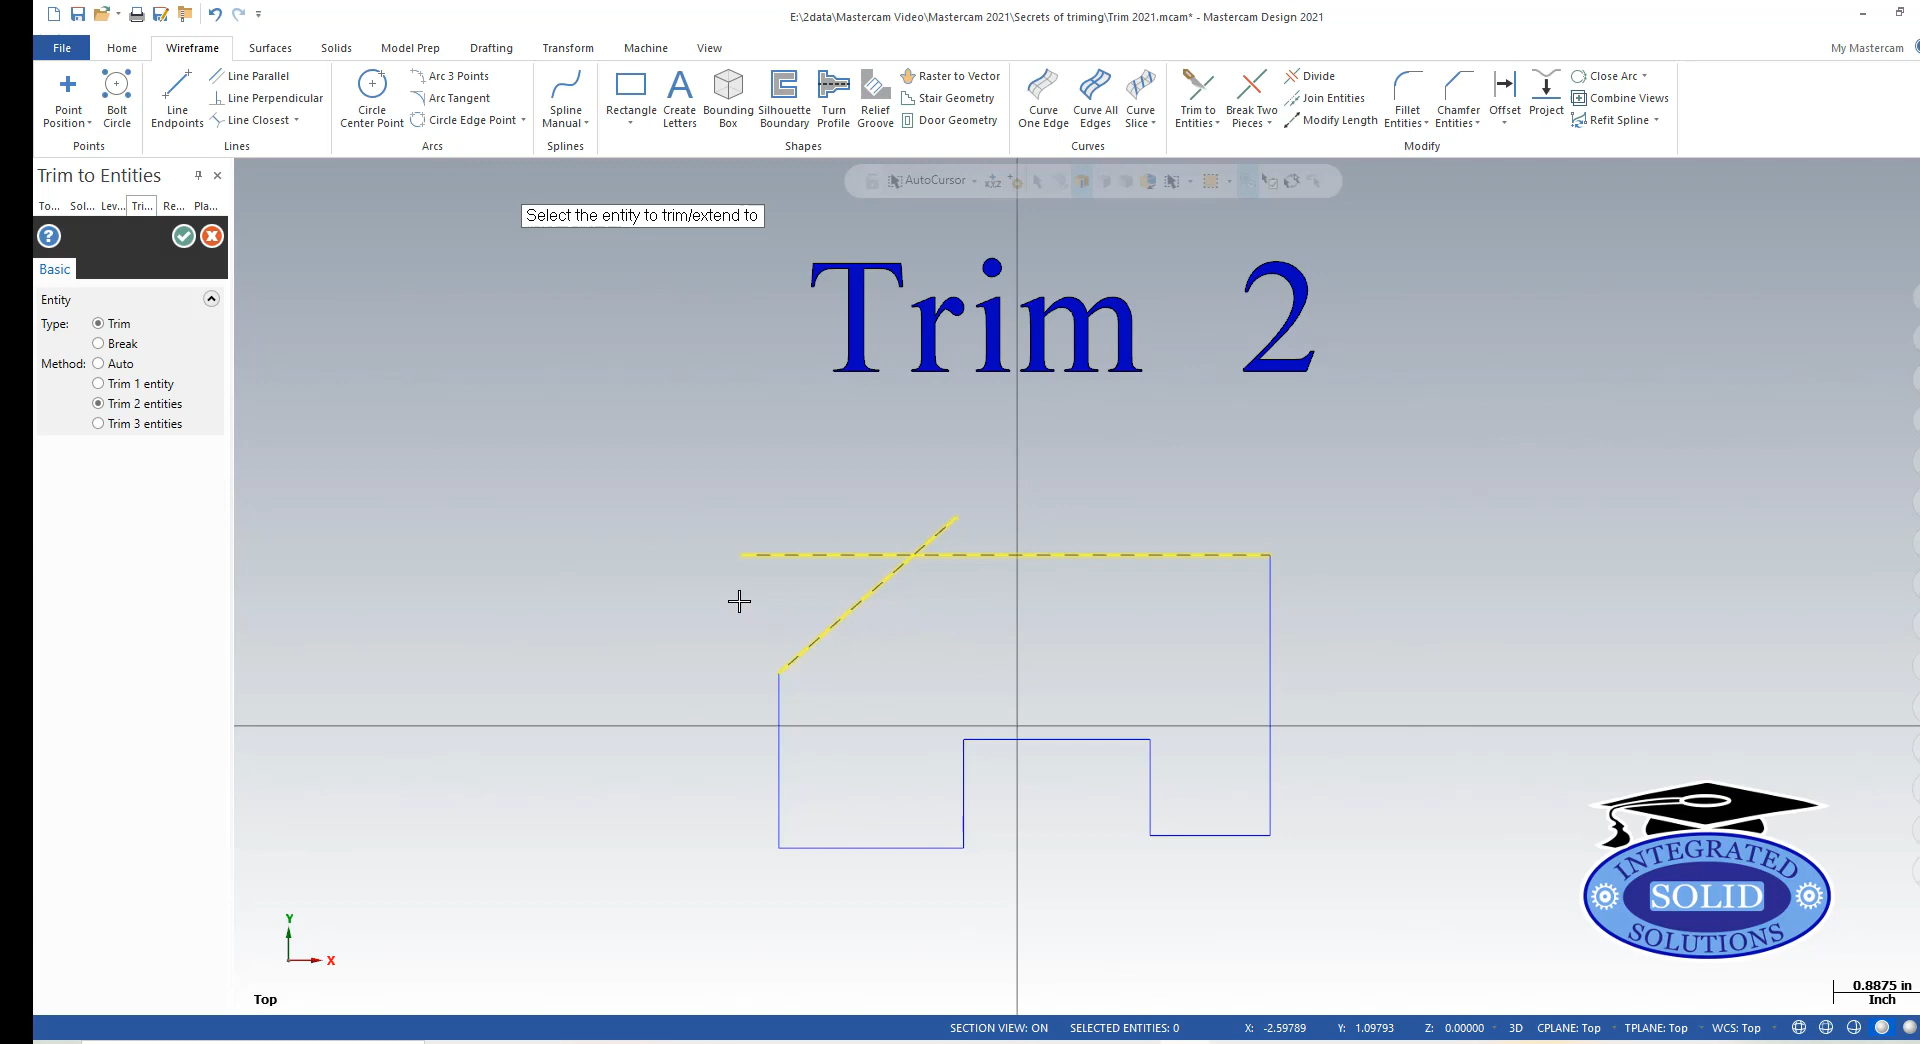 E:\2data\Mastercam Video\Mastercam 2021\Secrets of triming\Trim 2021.mcam* - Mastercam Design 2021
File Home Wireframe Surfaces Solids Model Prep Drafting Transform Machine View My Mastercam
Point Position
Bolt Circle
Points
Line Endpoints
Line Parallel
Line Perpendicular
Line Closest
Lines
Circle Center Point
Arc 3 Points
Arc Tangent
Circle Edge Point
Arcs
Spline Manual
Splines
Rectangle
Create Letters
Bounding Box
Silhouette Boundary
Turn Profile
Relief Groove
Raster to Vector
Stair Geometry
Door Geometry
Shapes
Curve One Edge
Curve All Edges
Curve Slice
Curves
Trim to Entities
Break Two Pieces
Divide
Join Entities
Modify Length
Fillet Entities
Chamfer Entities
Offset
Project
Close Arc
Combine Views
Refit Spline
Modify
Trim to Entities
To... Sol... Lev... Tri... Re... Pla...
Basic
Entity
Type: Trim
Break
Method: Auto
Trim 1 entity
Trim 2 entities
Trim 3 entities
AutoCursor
XYZ
Select the entity to trim/extend to
Trim 2
INTEGRATED
SOLID
SOLUTIONS
Y
X
Top
0.8875 in
Inch
SECTION VIEW: ON SELECTED ENTITIES: 0 X: -2.59789 Y: 1.09793 Z: 0.00000 3D CPLANE: Top TPLANE: Top WCS: Top